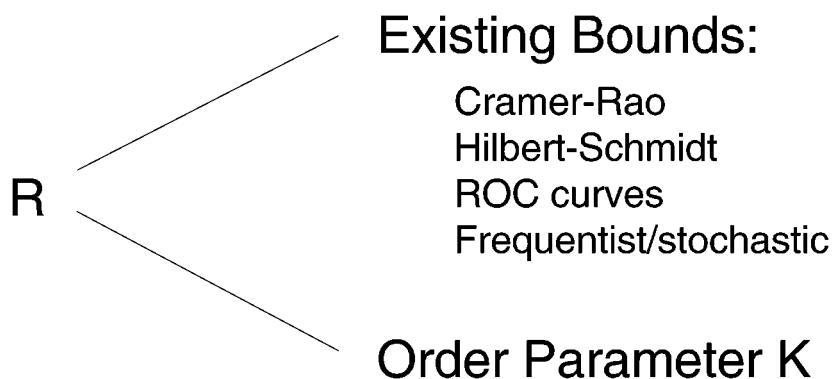 Existing Bounds:
Cramer-Rao
Hilbert-Schmidt
R
ROC curves
Frequentist/stochastic
Order Parameter K